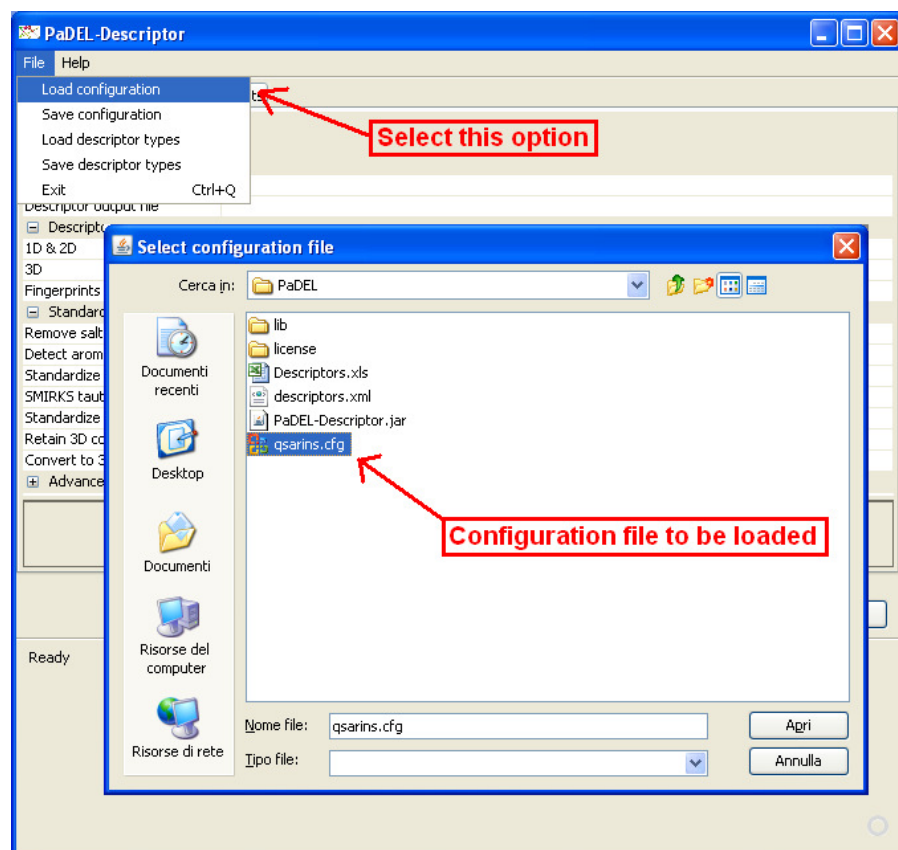 PaDEL-Descriptor
File Help
Load configuration
Save configuration
Load descriptor types
Save descriptor types
Exit Ctrl+Q
ts
Select this option
Descriptor output file
Descripto
1D & 2D
3D
Fingerprints
Standard
Remove salt
Detect arom
Standardize
SMIRKS taut
Standardize
Retain 3D co
Convert to 3
Advance
Ready
Select configuration file
Cerca in: PaDEL
Documenti
recenti
Desktop
Documenti
Risorse del
computer
Risorse di rete
lib
license
Descriptors.xls
descriptors.xml
PaDEL-Descriptor.jar
qsarins.cfg
Configuration file to be loaded
Nome file: qsarins.cfg Apri
Tipo file: Annulla